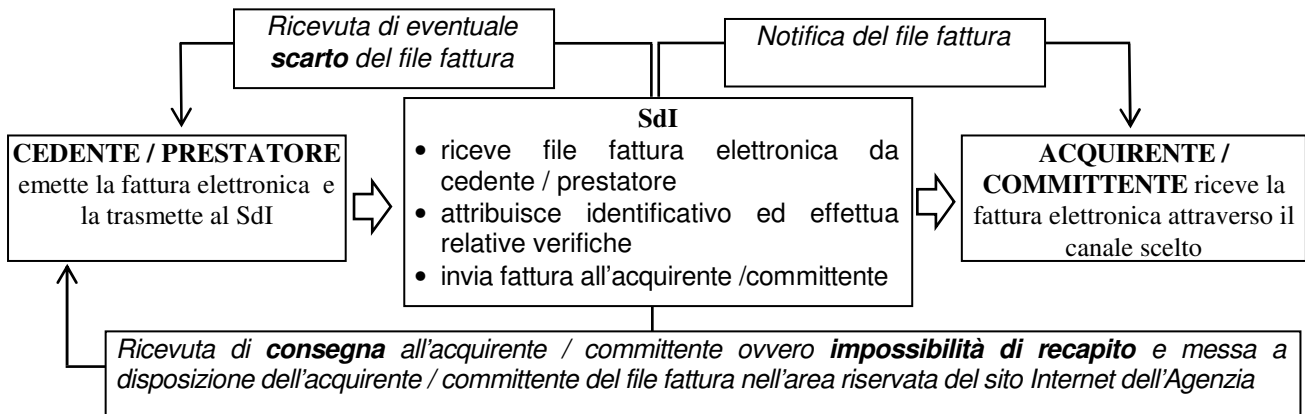 Ricevuta di eventuale
scarto del file fattura
Notifica del file fattura
CEDENTE / PRESTATORE
emette la fattura elettronica e
la trasmette al SdI
SdI
• riceve file fattura elettronica da
cedente / prestatore
• attribuisce identificativo ed effettua
relative verifiche
• invia fattura all'acquirente /committente
ACQUIRENTE /
COMMITTENTE riceve la
fattura elettronica attraverso il
canale scelto
Ricevuta di consegna all'acquirente / committente ovvero impossibilità di recapito e messa a
disposizione dell'acquirente / committente del file fattura nell'area riservata del sito Internet dell'Agenzia